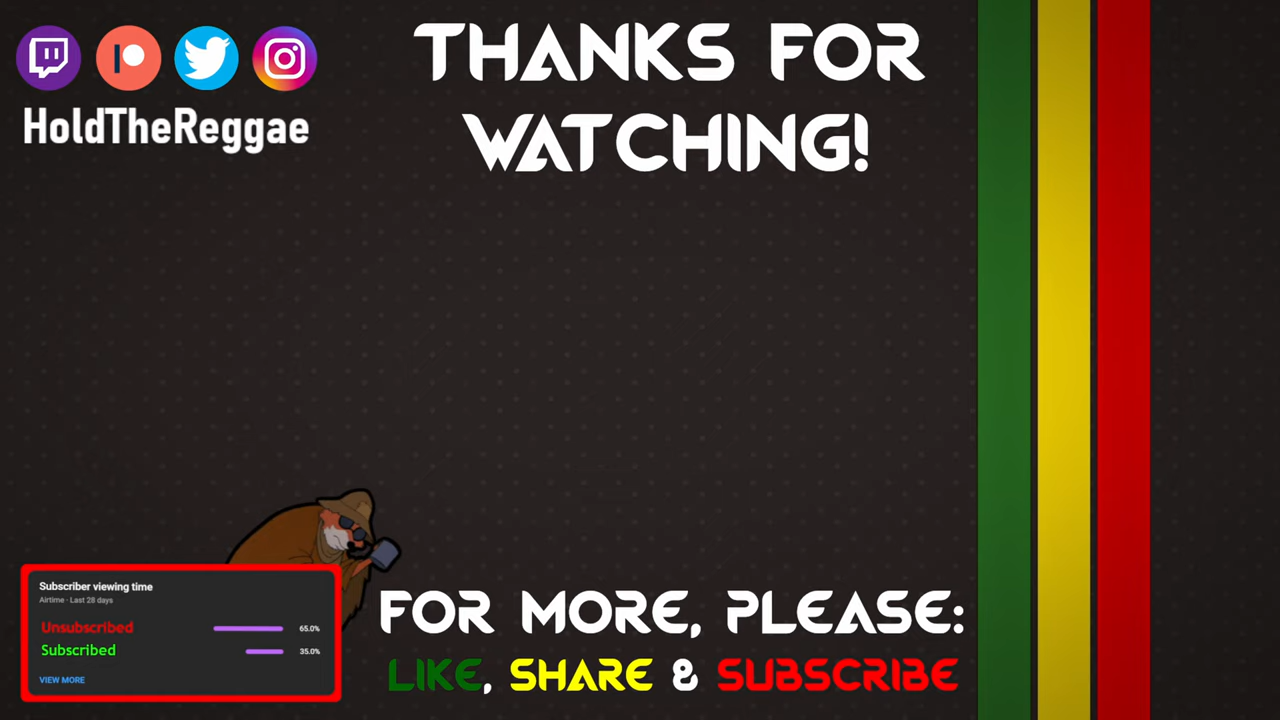 HoldTheReggae
THANKS FOR
WATCHING!
Subscriber viewing time
Airtime · Last 28 days
Unsubscribed 65.0%
Subscribed 35.0%
VIEW MORE
FOR MORE, PLEASE:
LIKE, SHARE & SUBSCRIBE